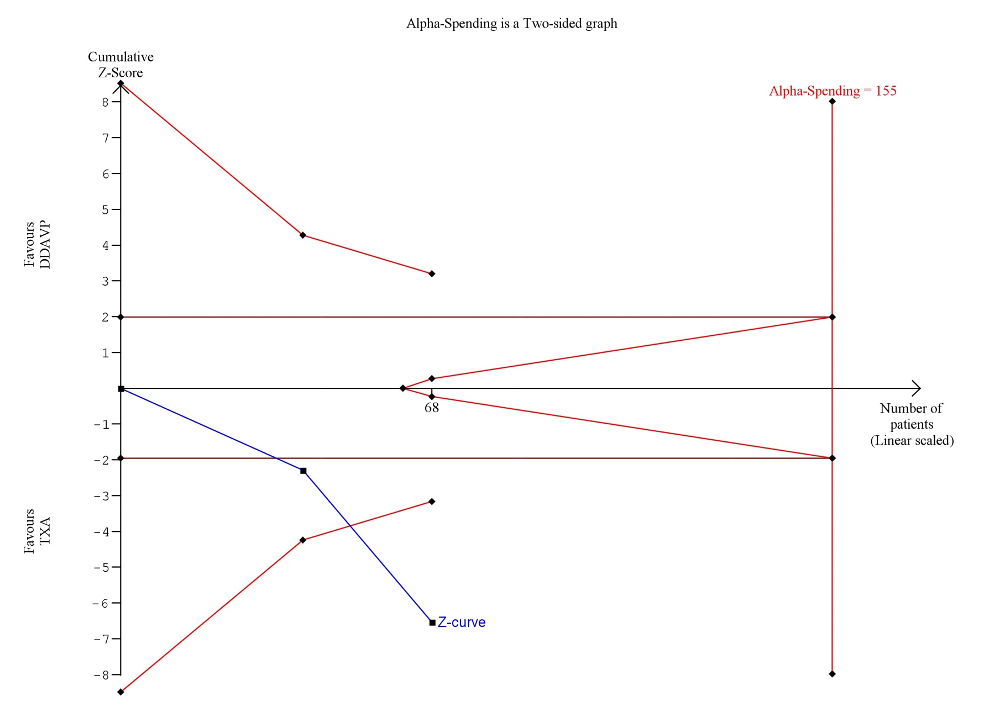 Alpha-Spending is a Two-sided graph
Cumulative
Z-Score
Alpha-Spending = 155
8
7
6
5
4
3
2
1
-1
-2
-3
-4
-5
-6
-7
-8
Favours
DDAVP
Favours
TXA
68
Number of
patients
(Linear scaled)
Z-curve